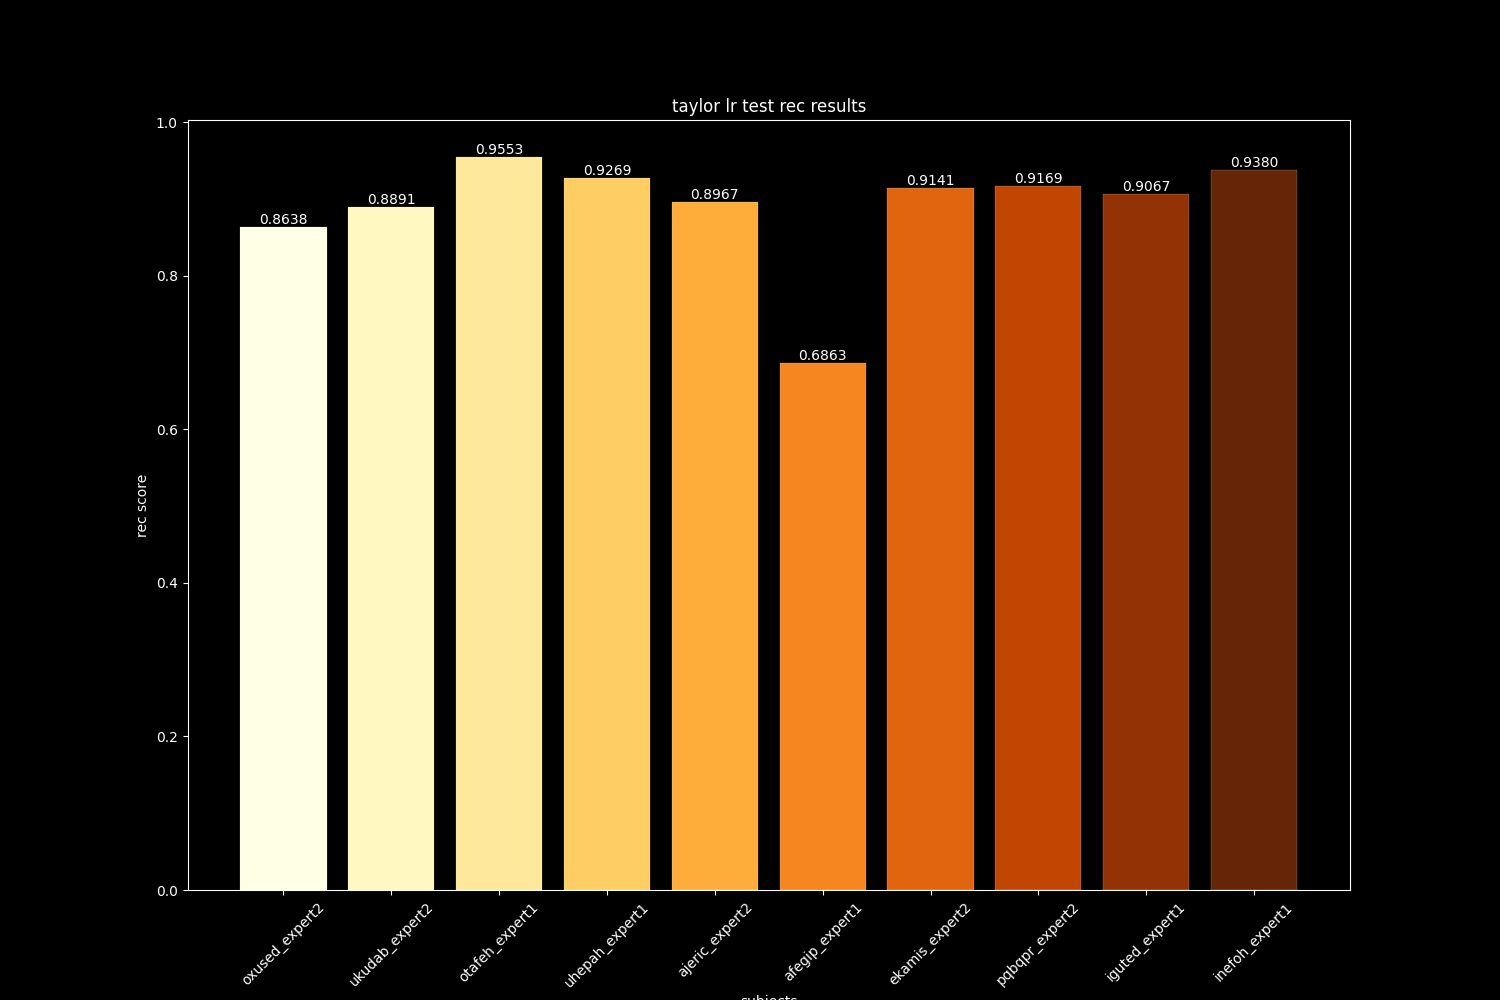 taylor lr test rec results
1.0
0.8
0.6
0.4
0.2
0.0
rec score
0.8638
0.8891
0.9553
0.9269
0.8967
0.6863
0.9141
0.9169
0.9067
0.9380
oxused_expert2
ukudab_expert2
otafeh_expert1
uhepah_expert1
ajeric_expert2
afegip_expert1
ekamis_expert2
pqbqpr_expert2
iguted_expert1
inefoh_expert1
subjects